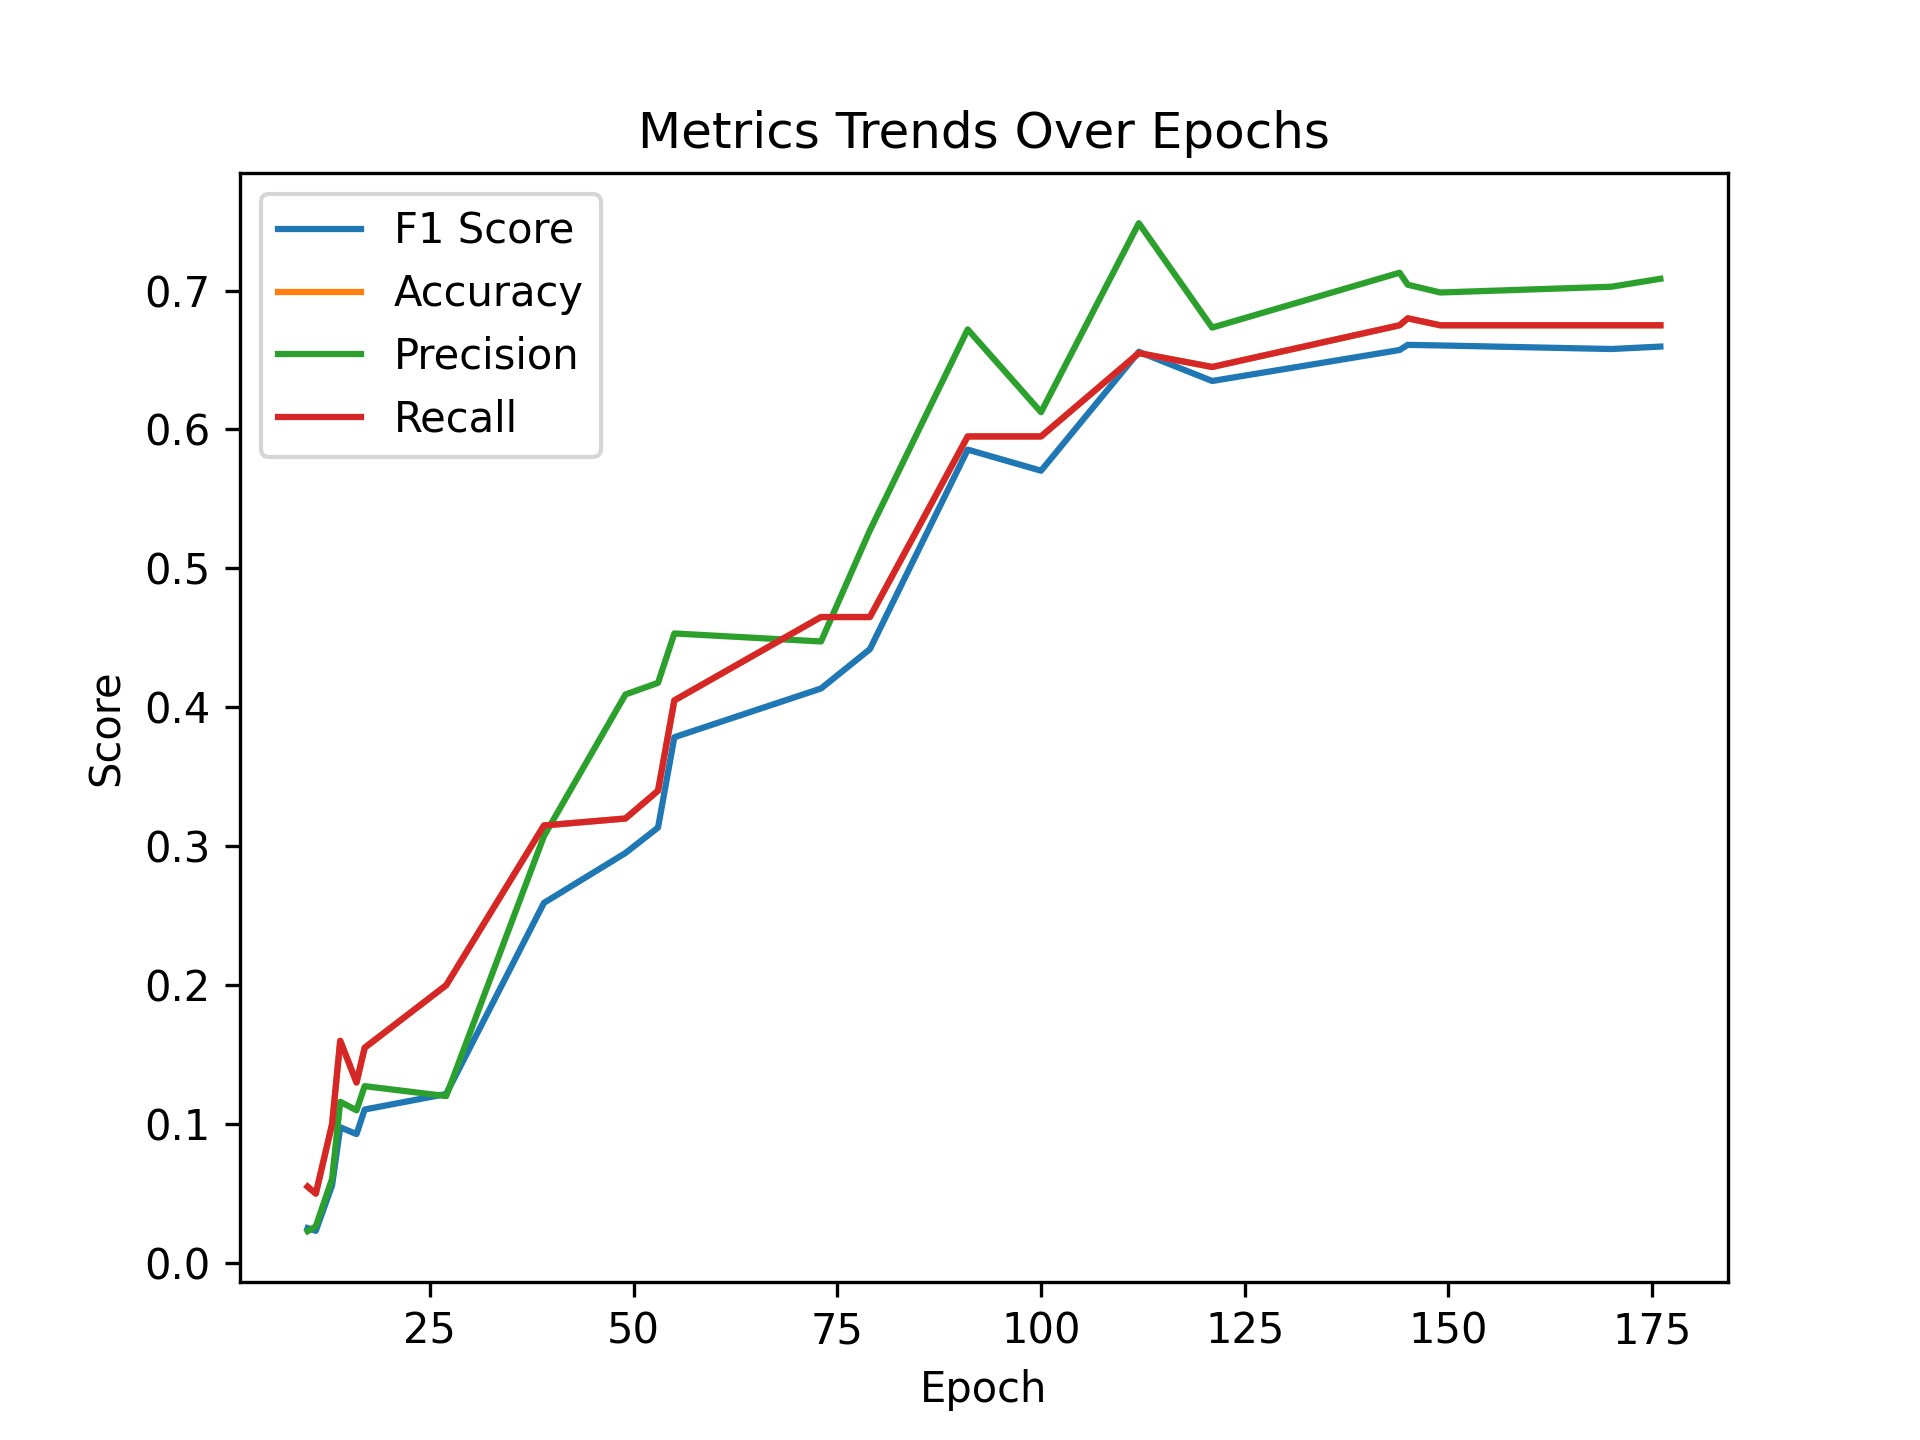 Metrics Trends Over Epochs
F1 Score
Accuracy
Precision
Recall
Score
0.7
0.6
0.5
0.4
0.3
0.2
0.1
0.0
25 50 75 100 125 150 175
Epoch